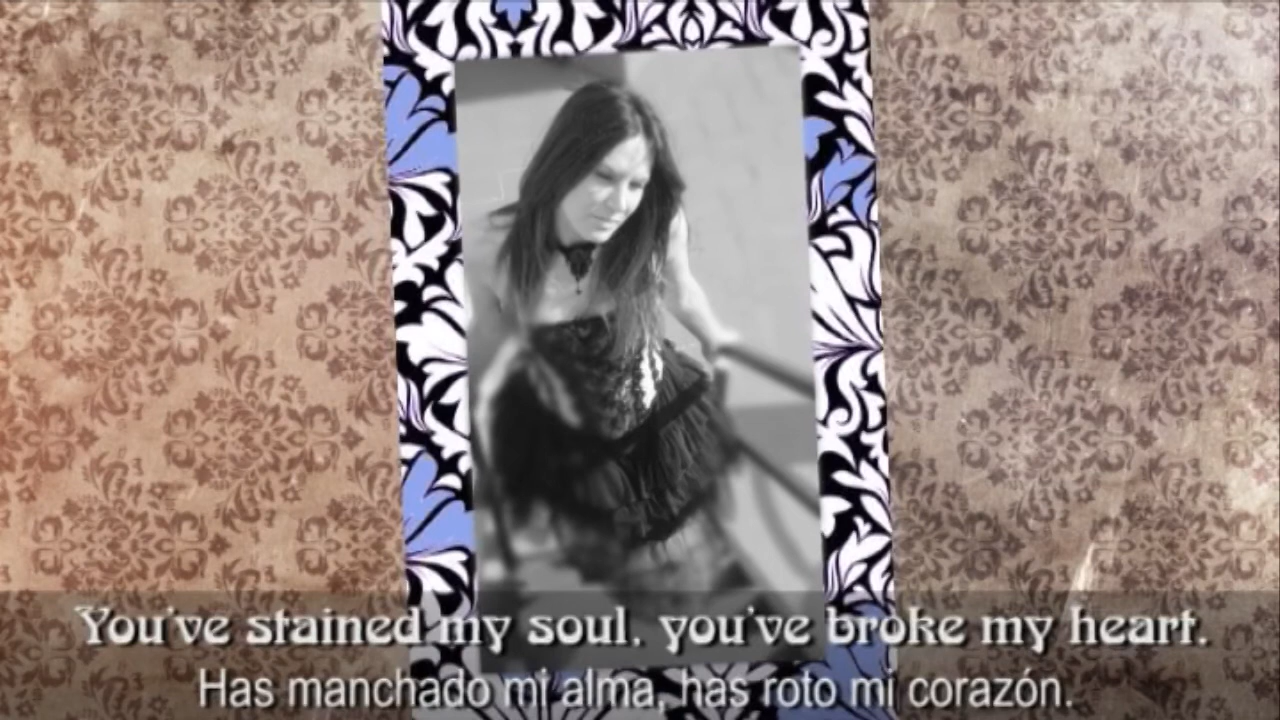 You've stained my soul, you've broke my heart.
Has manchado mi alma, has roto mi corazón.